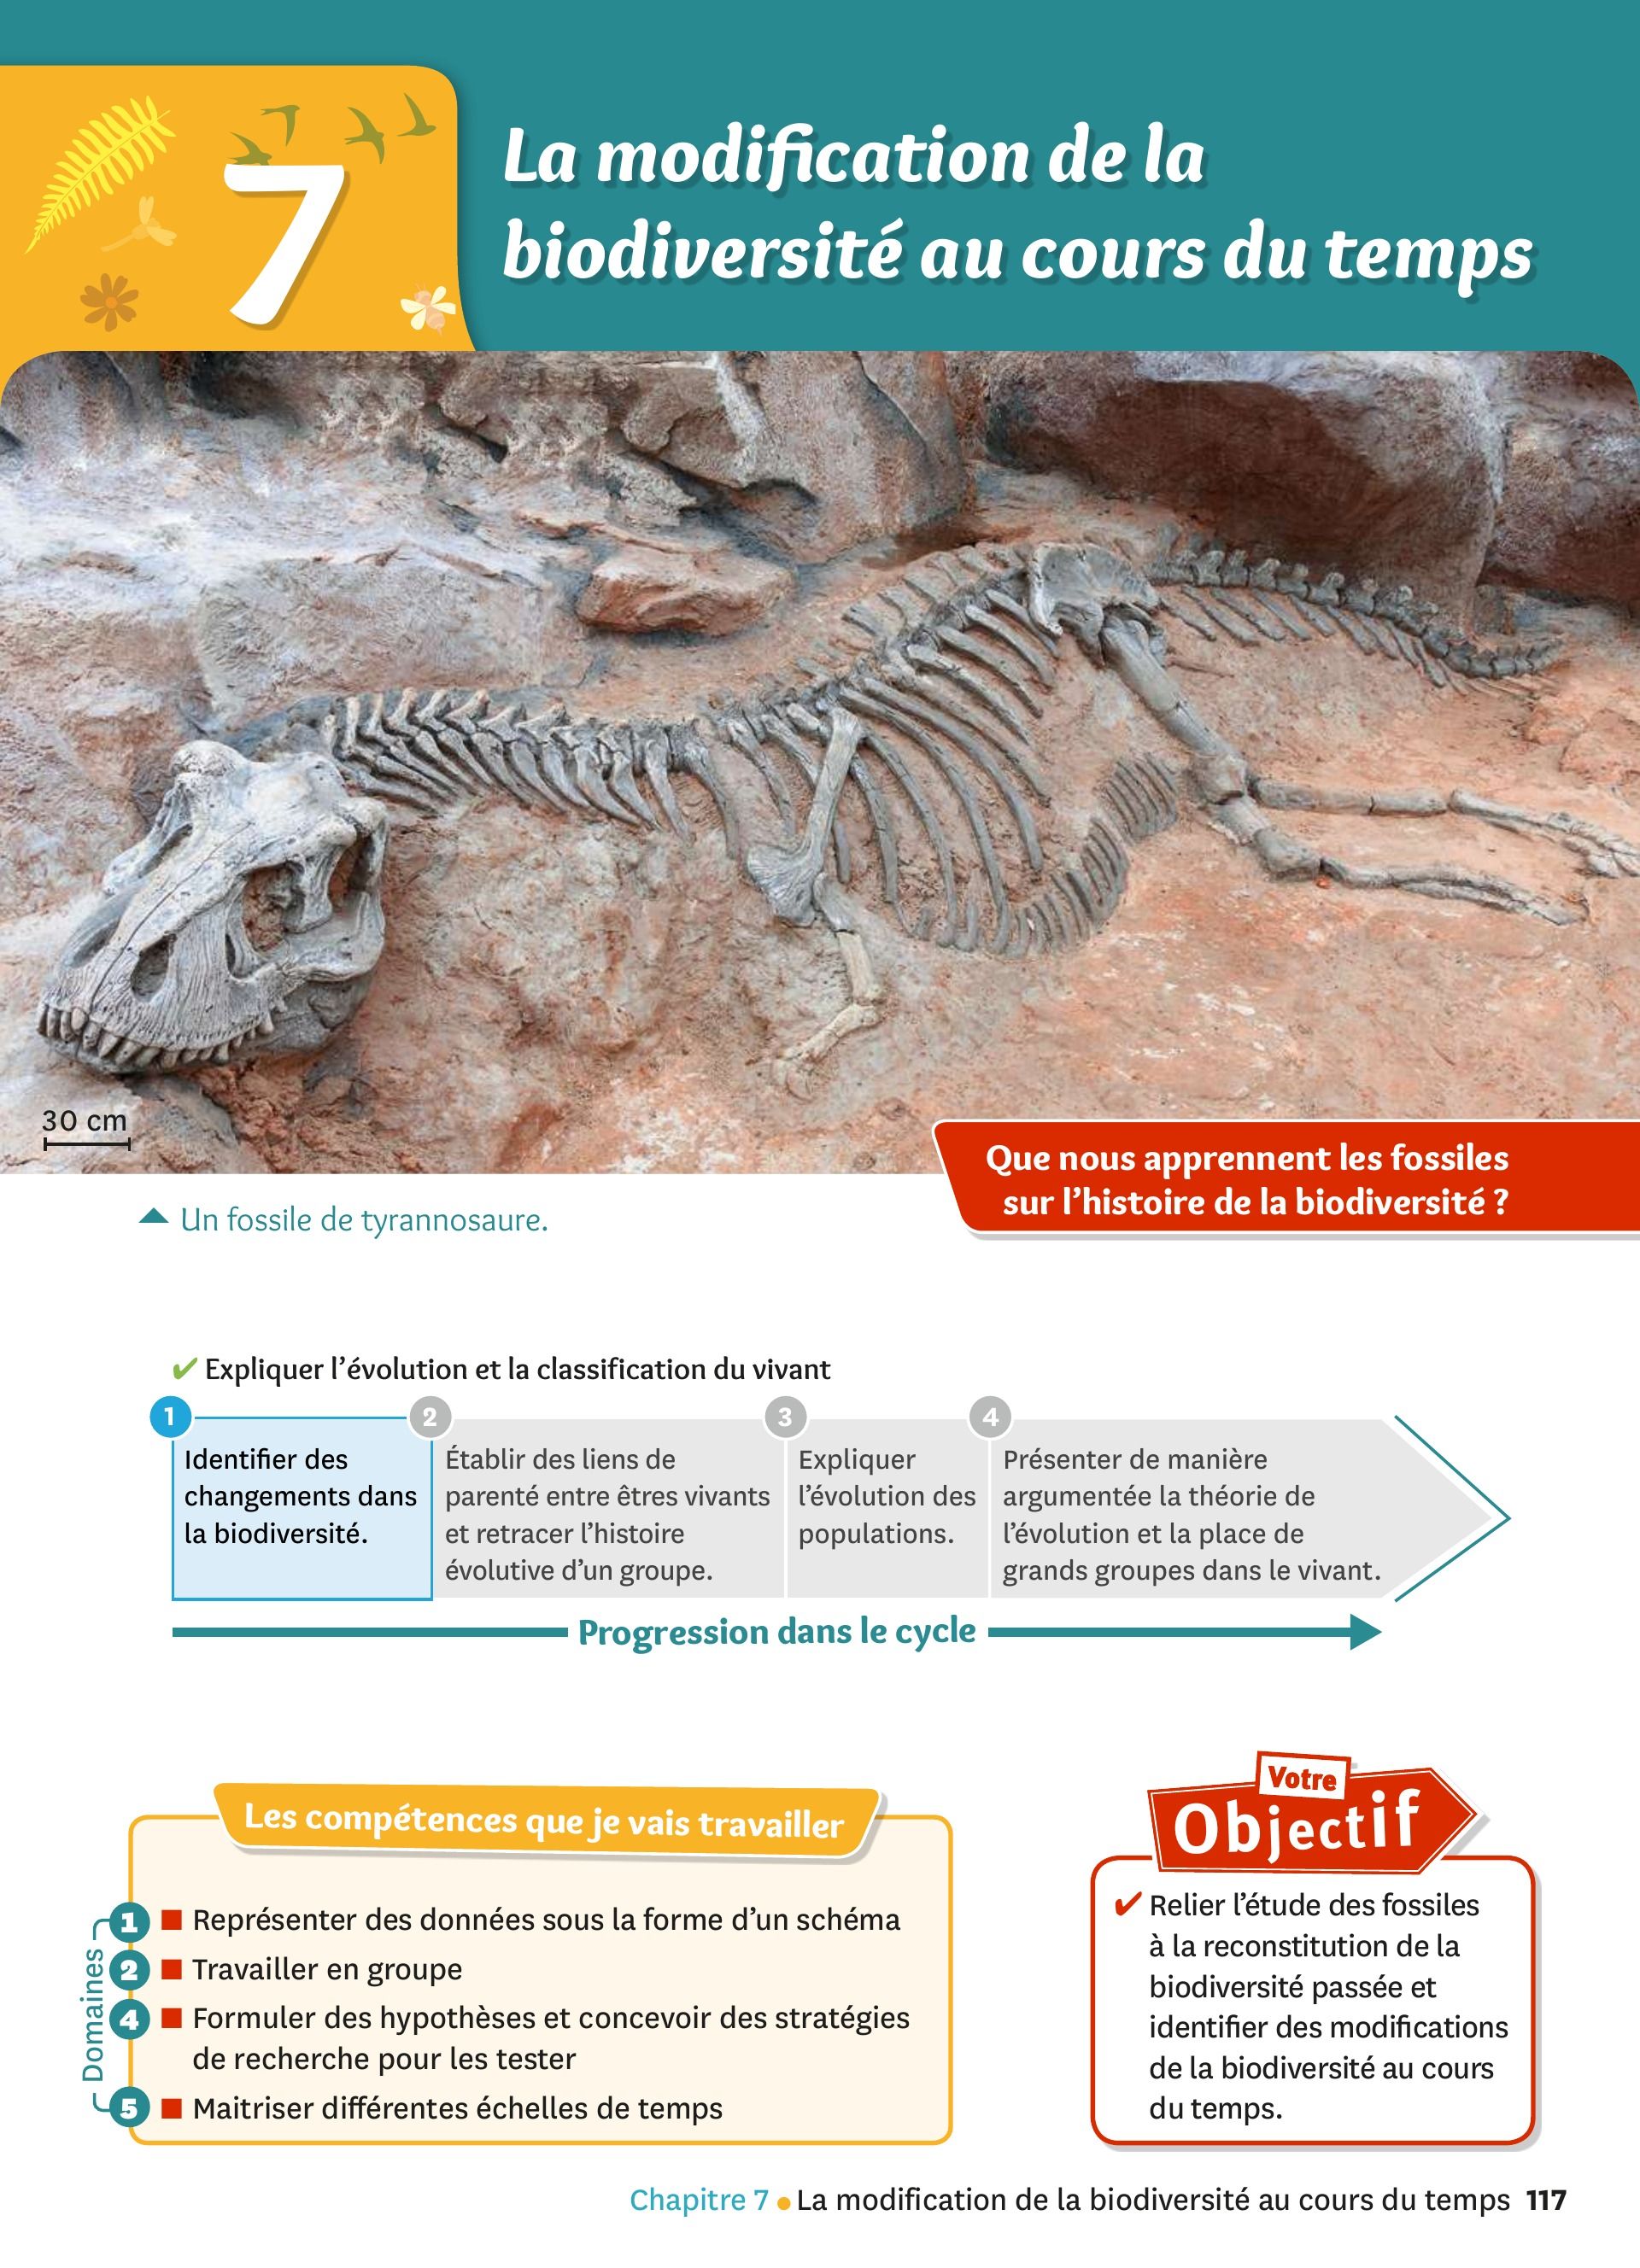 7
La modification de la
biodiversité au cours du temps
30 cm
Que nous apprennent les fossiles
sur l'histoire de la biodiversité ?
Un fossile de tyrannosaure.
✔ Expliquer l'évolution et la classification du vivant
1
Identifier des
changements dans
la biodiversité.
2
Établir des liens de
parenté entre êtres vivants
et retracer l'histoire
évolutive d'un groupe.
3
Expliquer
l'évolution des
populations.
4
Présenter de manière
argumentée la théorie de
l'évolution et la place de
grands groupes dans le vivant.
Progression dans le cycle
Les compétences que je vais travailler
Domaines
1 ■ Représenter des données sous la forme d'un schéma
2 ■ Travailler en groupe
4 ■ Formuler des hypothèses et concevoir des stratégies
de recherche pour les tester
5 ■ Maitriser différentes échelles de temps
Votre
Objectif
✔ Relier l'étude des fossiles
à la reconstitution de la
biodiversité passée et
identifier des modifications
de la biodiversité au cours
du temps.
Chapitre 7 • La modification de la biodiversité au cours du temps 117